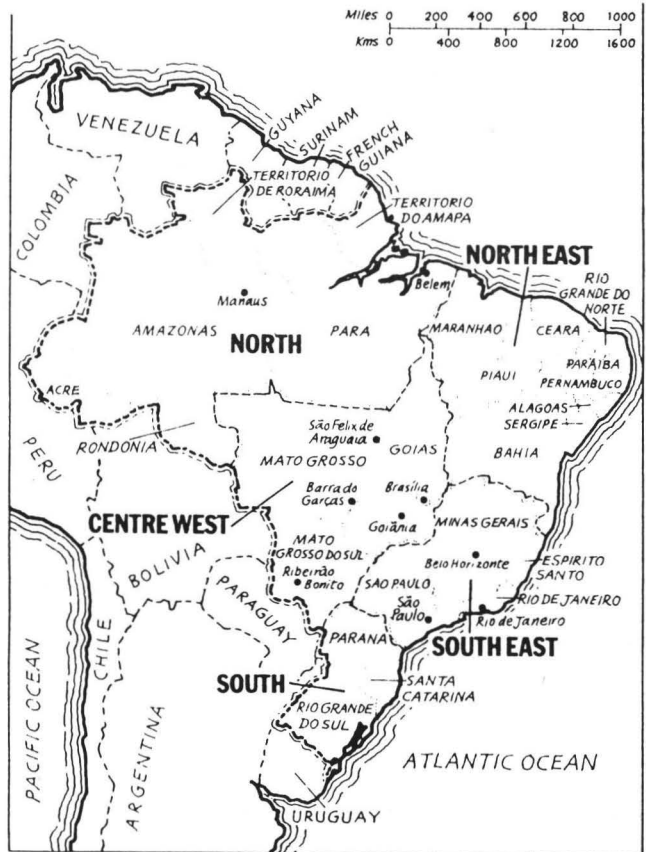 Miles 0 200 400 600 800 1000
Kms 0 400 800 1200 1600
VENEZUELA
GUYANA
SURINAM
FRENCH
GUIANA
COLOMBIA
TERRITORIO
DE RORAIMA
TERRITORIO
DO AMAPA
NORTH EAST
Belem
RIO
GRANDE DO
NORTE
Manaus
AMAZONAS
NORTH
PARA
MARANHAO
CEARA
PIAUI
PARAIBA
PERNAMBUCO
ACRE
ALAGOAS
SERGIPE
RONDONIA
São Felix de
Araguaia
GOIAS
BAHIA
PERU
MATO GROSSO
Barra do
Garças
Brasília
CENTRE WEST
Goiânia
MINAS GERAIS
BOLIVIA
MATO
GROSSO DO SUL
Ribeirão
Bonito
Belo Horizonte
ESPIRITO
SANTO
PARAGUAY
SAO PAULO
São
Paulo
RIO DE JANEIRO
Rio de Janeiro
PARANA
SOUTH EAST
CHILE
SOUTH
SANTA
CATARINA
RIO GRANDE
DO SUL
PACIFIC OCEAN
ARGENTINA
ATLANTIC OCEAN
URUGUAY